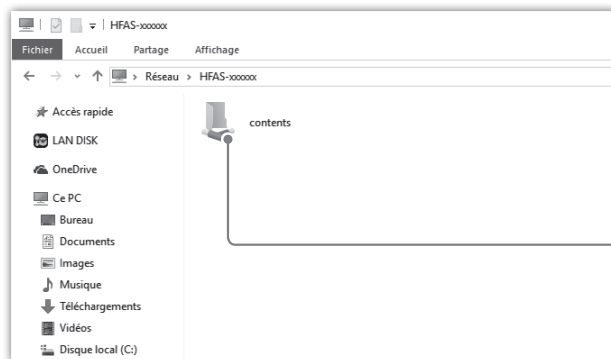 HFAS-xxxxxx
Fichier Accueil Partage Affichage
Réseau > HFAS-xxxxxx
Accès rapide
LAN DISK
OneDrive
Ce PC
Bureau
Documents
Images
Musique
Téléchargements
Vidéos
Disque local (C:)
contents